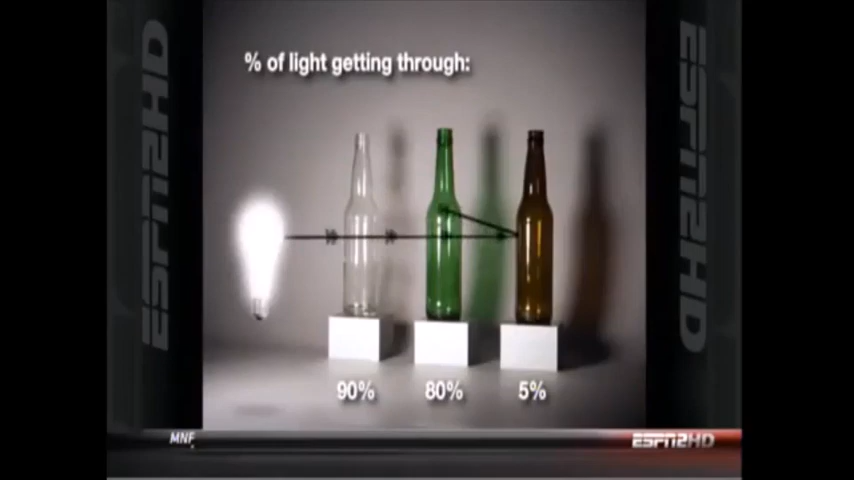 % of light getting through:
ESPN2HD
ESPN2HD
90% 80% 5%
MNF
ESPN2HD